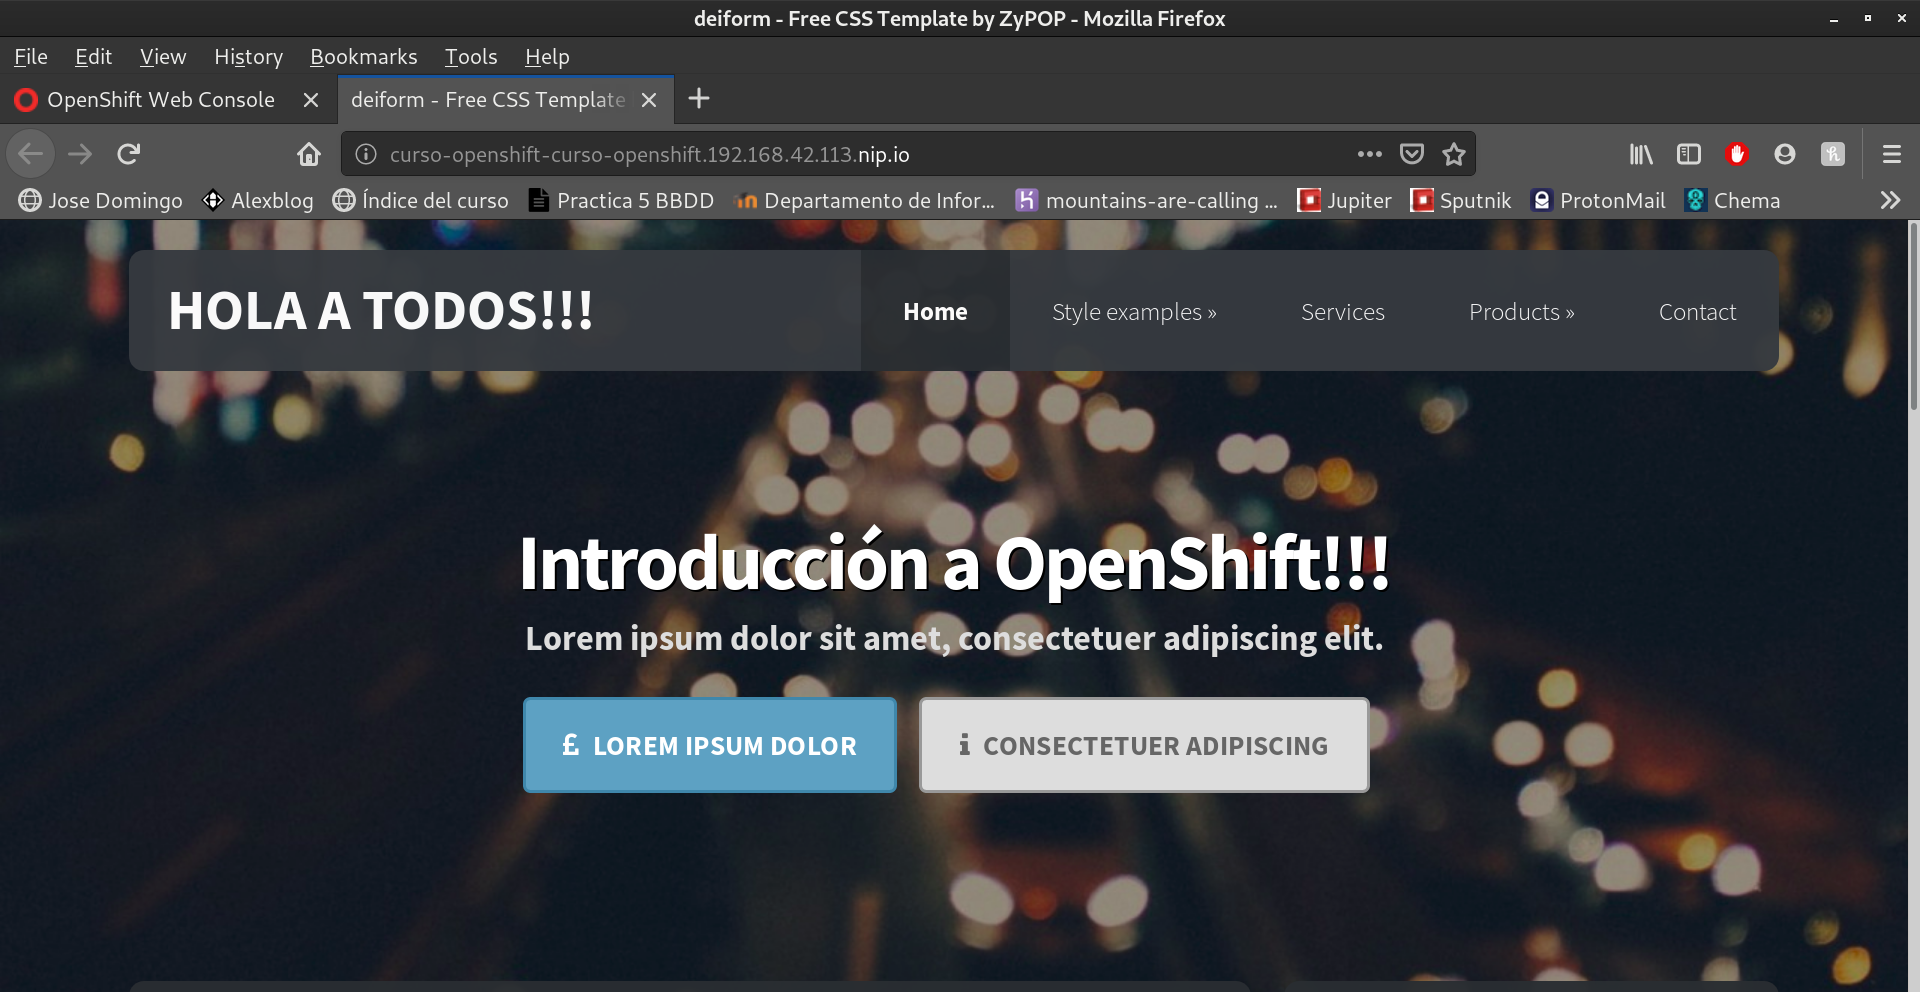 deiform - Free CSS Template by ZyPOP - Mozilla Firefox
File Edit View History Bookmarks Tools Help
OpenShift Web Console
deiform - Free CSS Template
curso-openshift-curso-openshift.192.168.42.113.nip.io
Jose Domingo Alexblog Índice del curso Practica 5 BBDD Departamento de Infor... mountains-are-calling ... Jupiter Sputnik ProtonMail Chema
HOLA A TODOS!!!
Home Style examples » Services Products » Contact
Introducción a OpenShift!!!
Lorem ipsum dolor sit amet, consectetuer adipiscing elit.
£ LOREM IPSUM DOLOR
i CONSECTETUER ADIPISCING